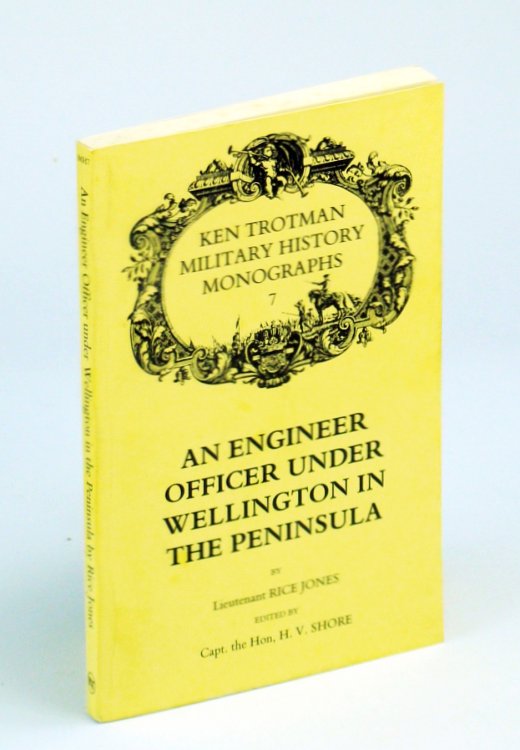 KEN TROTMAN
MILITARY HISTORY
MONOGRAPHS
7
AN ENGINEER
OFFICER UNDER
WELLINGTON IN
THE PENINSULA
BY
Lieutenant RICE JONES
EDITED BY
Capt. the Hon, H. V. SHORE
An Engineer Officer under Wellington in the Peninsula by Rice Jones